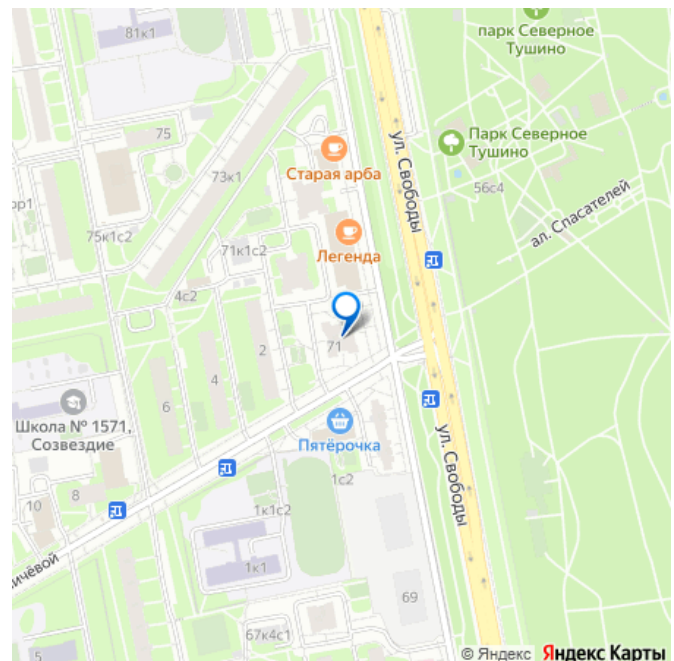 81к1
парк Северное
Тушино
75
Парк Северное
Тушино
ул. Свободы
Старая арба
73к1
56с4
ор1
ал. Спасателей
75к1с2
71к1с2
Легенда
4с2
71
2
4
6
Школа № 1571,
Созвездие
Пятёрочка
ул. Свободы
1с2
8
10
1к1с2
ичёвой
1к1
69
67к4с1
5
© Яндекс Яндекс Карты